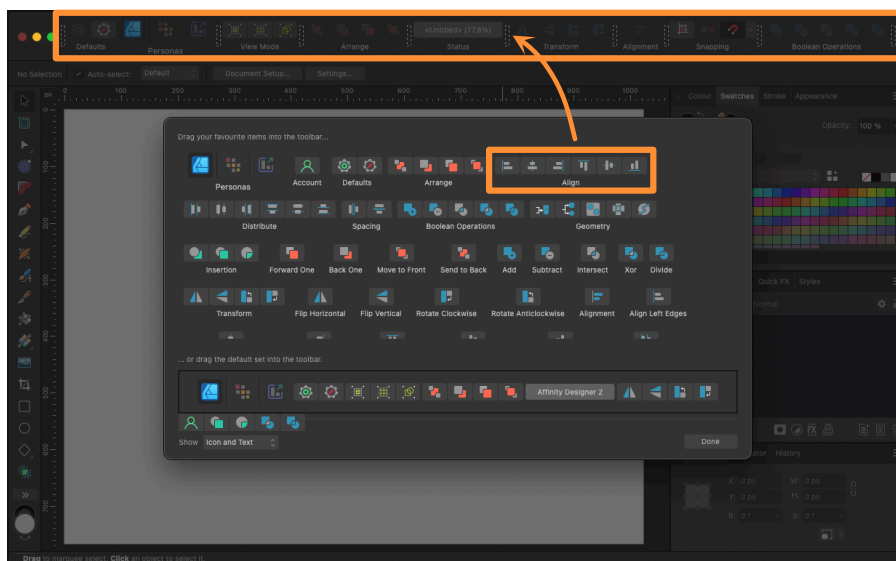 <Untitled> (77.8%)
Defaults Personas View Mode Arrange Status Transform Alignment Snapping Boolean Operations
No Selection Auto-select: Default Document Setup... Settings...
px 0 100 200 300 400 500 600 700 800 900 1000
Colour Swatches Stroke Appearance
Opacity: 100 %
Drag your favourite items into the toolbar...
Personas Account Defaults Arrange Align
Distribute Spacing Boolean Operations Geometry
Insertion Forward One Back One Move to Front Send to Back Add Subtract Intersect Xor Divide
Quick FX Styles
Normal
Transform Flip Horizontal Flip Vertical Rotate Clockwise Rotate Anticlockwise Alignment Align Left Edges
... or drag the default set into the toolbar.
Affinity Designer 2
Show Icon and Text Done
History
X: 0 px W: 0 px
Y: 0 px H: 0 px
R: 0 ° S: 0 °
Drag to marquee select. Click an object to select it.